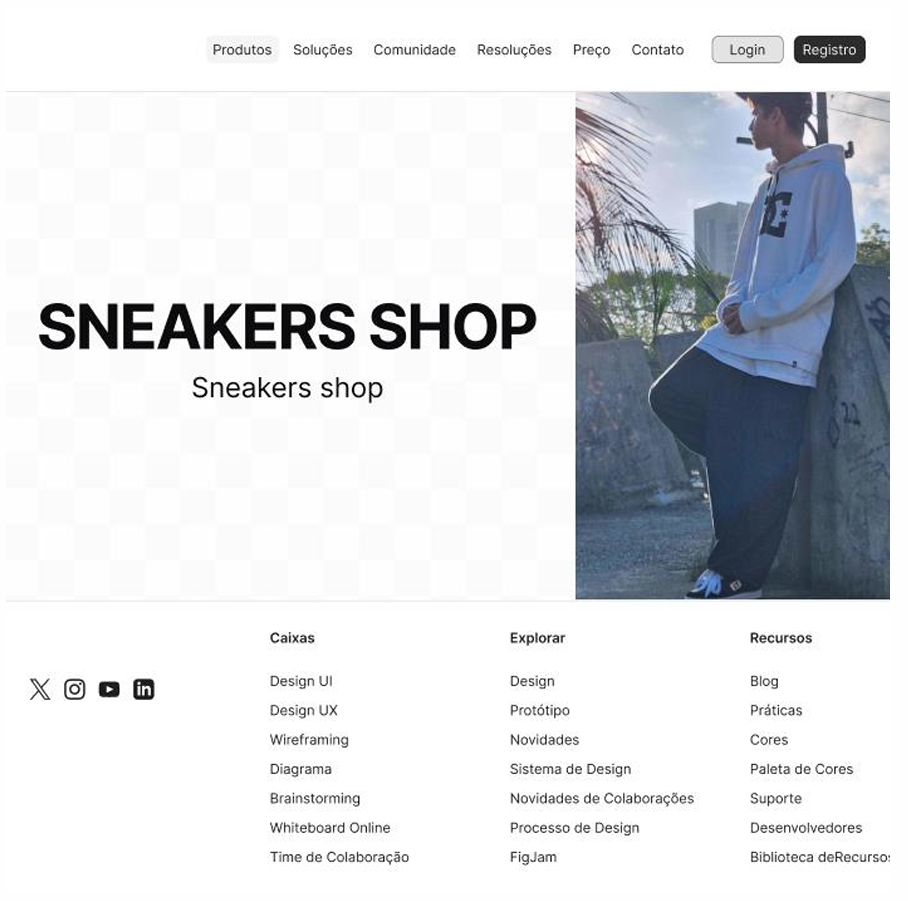 Produtos Soluções Comunidade Resoluções Preço Contato Login Registro
SNEAKERS SHOP
Sneakers shop
Caixas
Design UI
Design UX
Wireframing
Diagrama
Brainstorming
Whiteboard Online
Time de Colaboração
Explorar
Design
Protótipo
Novidades
Sistema de Design
Novidades de Colaborações
Processo de Design
FigJam
Recursos
Blog
Práticas
Cores
Paleta de Cores
Suporte
Desenvolvedores
Biblioteca deRecursos